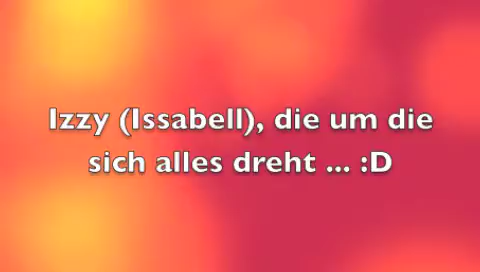 Izzy (Issabell), die um die
sich alles dreht ... :D